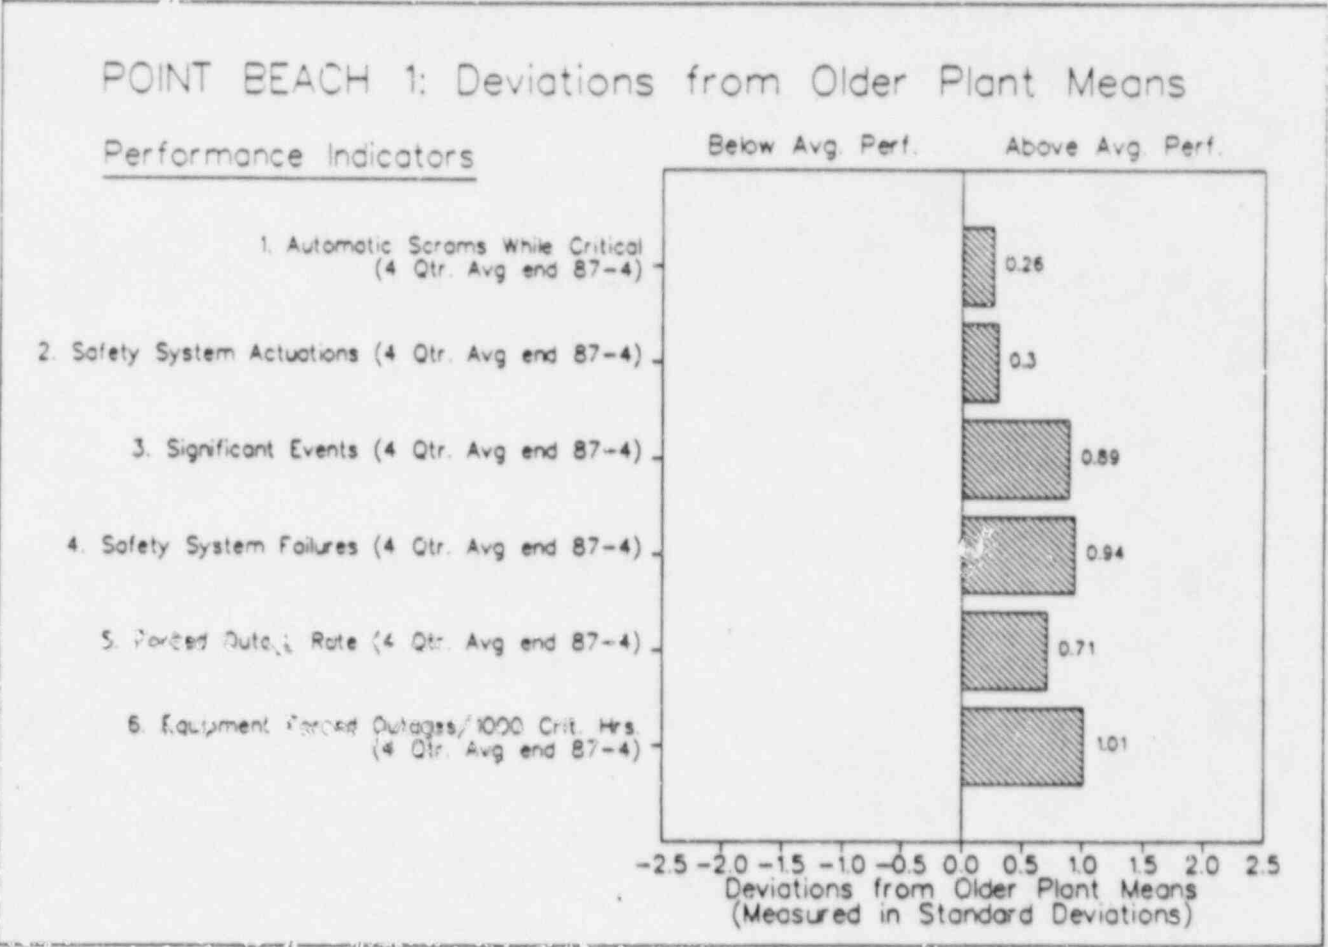 POINT BEACH 1: Deviations from Older Plant Means
Performance Indicators
Below Avg. Perf.
Above Avg. Perf.
1. Automatic Scrams While Critical
(4 Qtr. Avg end 87-4)
0.26
2. Safety System Actuations (4 Qtr. Avg end 87-4)
0.3
3. Significant Events (4 Qtr. Avg end 87-4)
0.89
4. Safety System Failures (4 Qtr. Avg end 87-4)
0.94
5. Forced Rate (4 Qtr. Avg end 87-4)
0.71
6. Equipment Forced Outages/1000 Crit. Hrs.
(4 Qtr. Avg end 87-4)
1.01
-2.5 -2.0 -1.5 -1.0 -0.5 0.0 0.5 1.0 1.5 2.0 2.5
Deviations from Older Plant Means
(Measured in Standard Deviations)